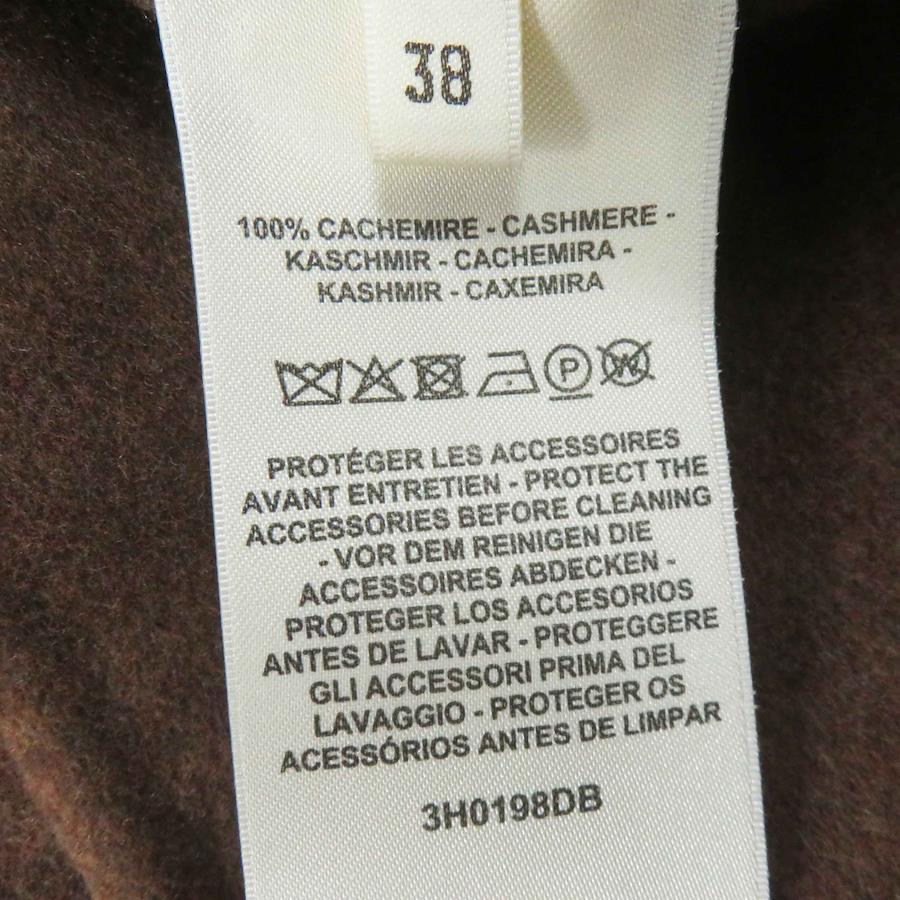 38
100% CACHEMIRE - CASHMERE -
KASCHMIR - CACHEMIRA -
KASHMIR - CAXEMIRA
P W
PROTÉGER LES ACCESSOIRES
AVANT ENTRETIEN - PROTECT THE
ACCESSORIES BEFORE CLEANING
- VOR DEM REINIGEN DIE
ACCESSOIRES ABDECKEN -
PROTEGER LOS ACCESORIOS
ANTES DE LAVAR - PROTEGGERE
GLI ACCESSORI PRIMA DEL
LAVAGGIO - PROTEGER OS
ACESSÓRIOS ANTES DE LIMPAR
3H0198DB